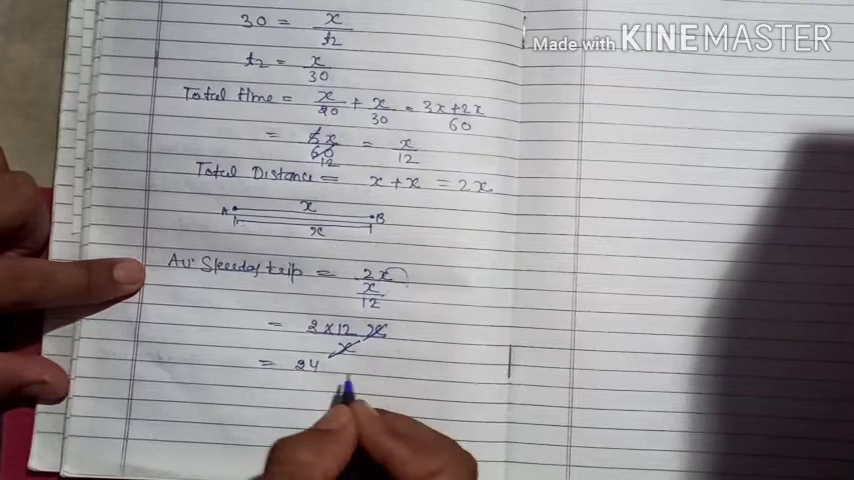 30 = x/t2
t2 = x/30
Total time = x/20 + x/30 = 3x+2x/60
= 5x/60 12 = x/12
Total Distance = x + x = 2x
A x B
x
Av. Speed of trip = 2x / x/12
= 2 x 12 x / x
= 24
Made with KINEMASTER